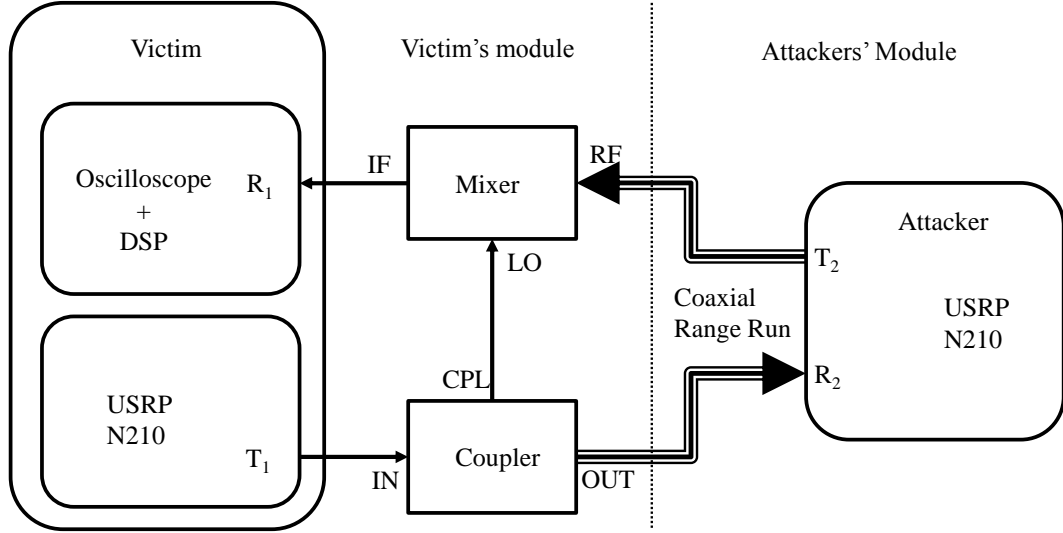 Victim
Victim's module
Attackers' Module
Oscilloscope
+
DSP
R₁
IF
Mixer
RF
LO
Attacker
T₂
USRP
N210
R₂
Coaxial
Range Run
CPL
USRP
N210
T₁
IN
Coupler
OUT